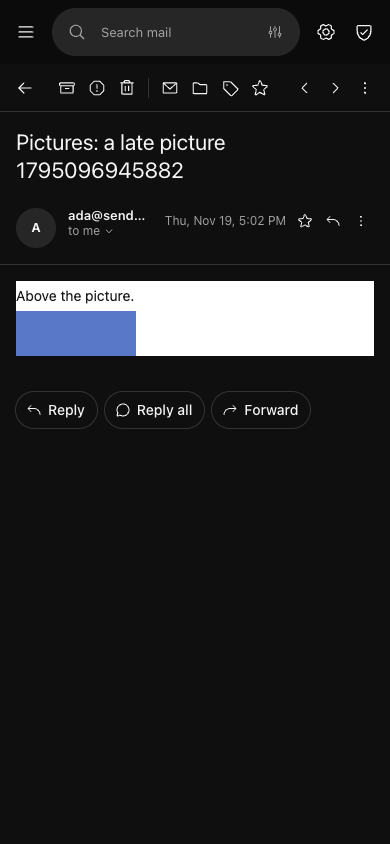 Search mail
Pictures: a late picture
1795096945882
A
ada@send...
Thu, Nov 19, 5:02 PM
to me
Above the picture.
Reply
Reply all
Forward